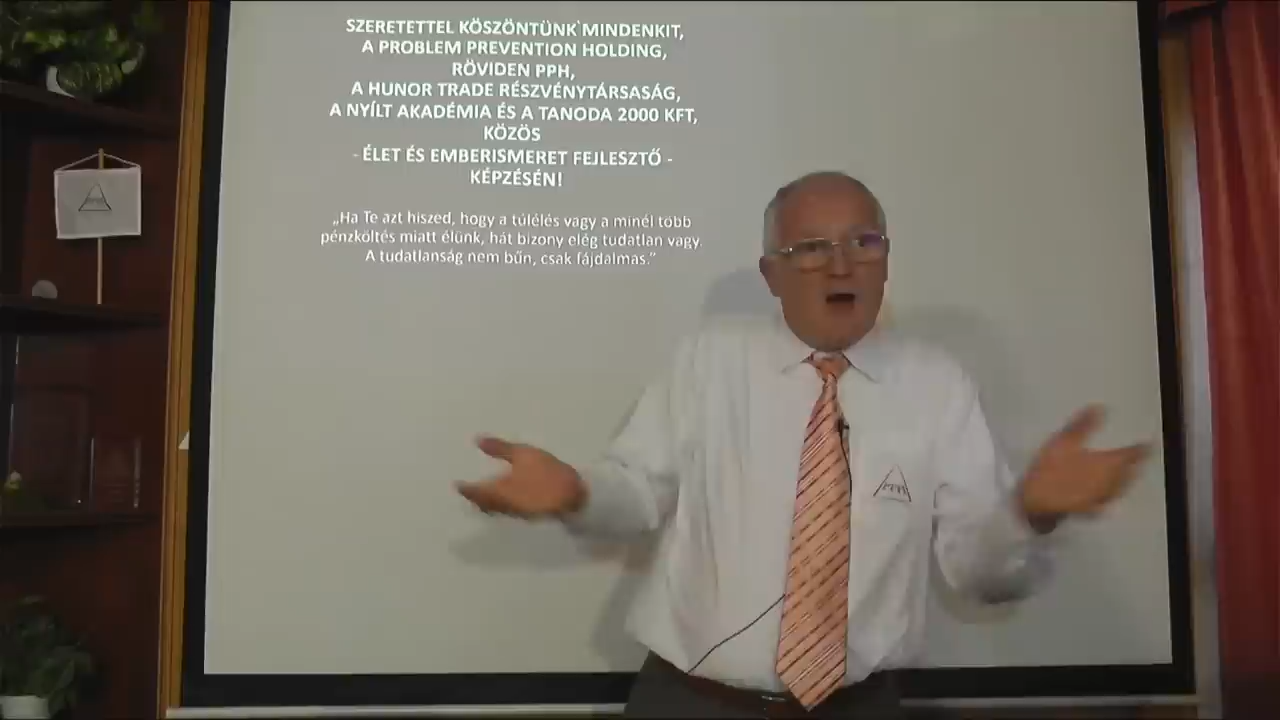 SZERETETTEL KÖSZÖNTÜNK MINDENKIT,
A PROBLEM PREVENTION HOLDING,
RÖVIDEN PPH,
A HUNOR TRADE RÉSZVÉNYTÁRSASÁG,
A NYÍLT AKADÉMIA ÉS A TANODA 2000 KFT,
KÖZÖS
- ÉLET ÉS EMBERISMERET FEJLESZTŐ -
KÉPZÉSÉN!
„Ha Te azt hiszed, hogy a túlélés vagy a minél több
pénzköltés miatt élünk, hát bizony elég tudatlan vagy.
A tudatlanság nem bűn, csak fájdalmas.”